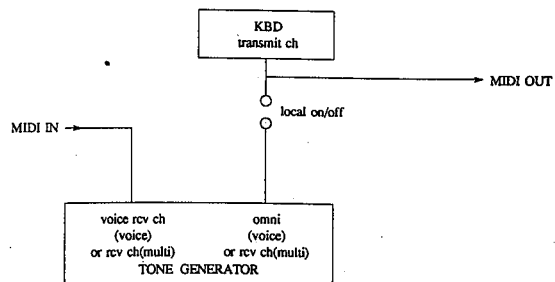 KBD
transmit ch
MIDI OUT
local on/off
MIDI IN
voice rcv ch
(voice)
or rcv ch(multi)
omni
(voice)
or rcv ch(multi)
TONE GENERATOR